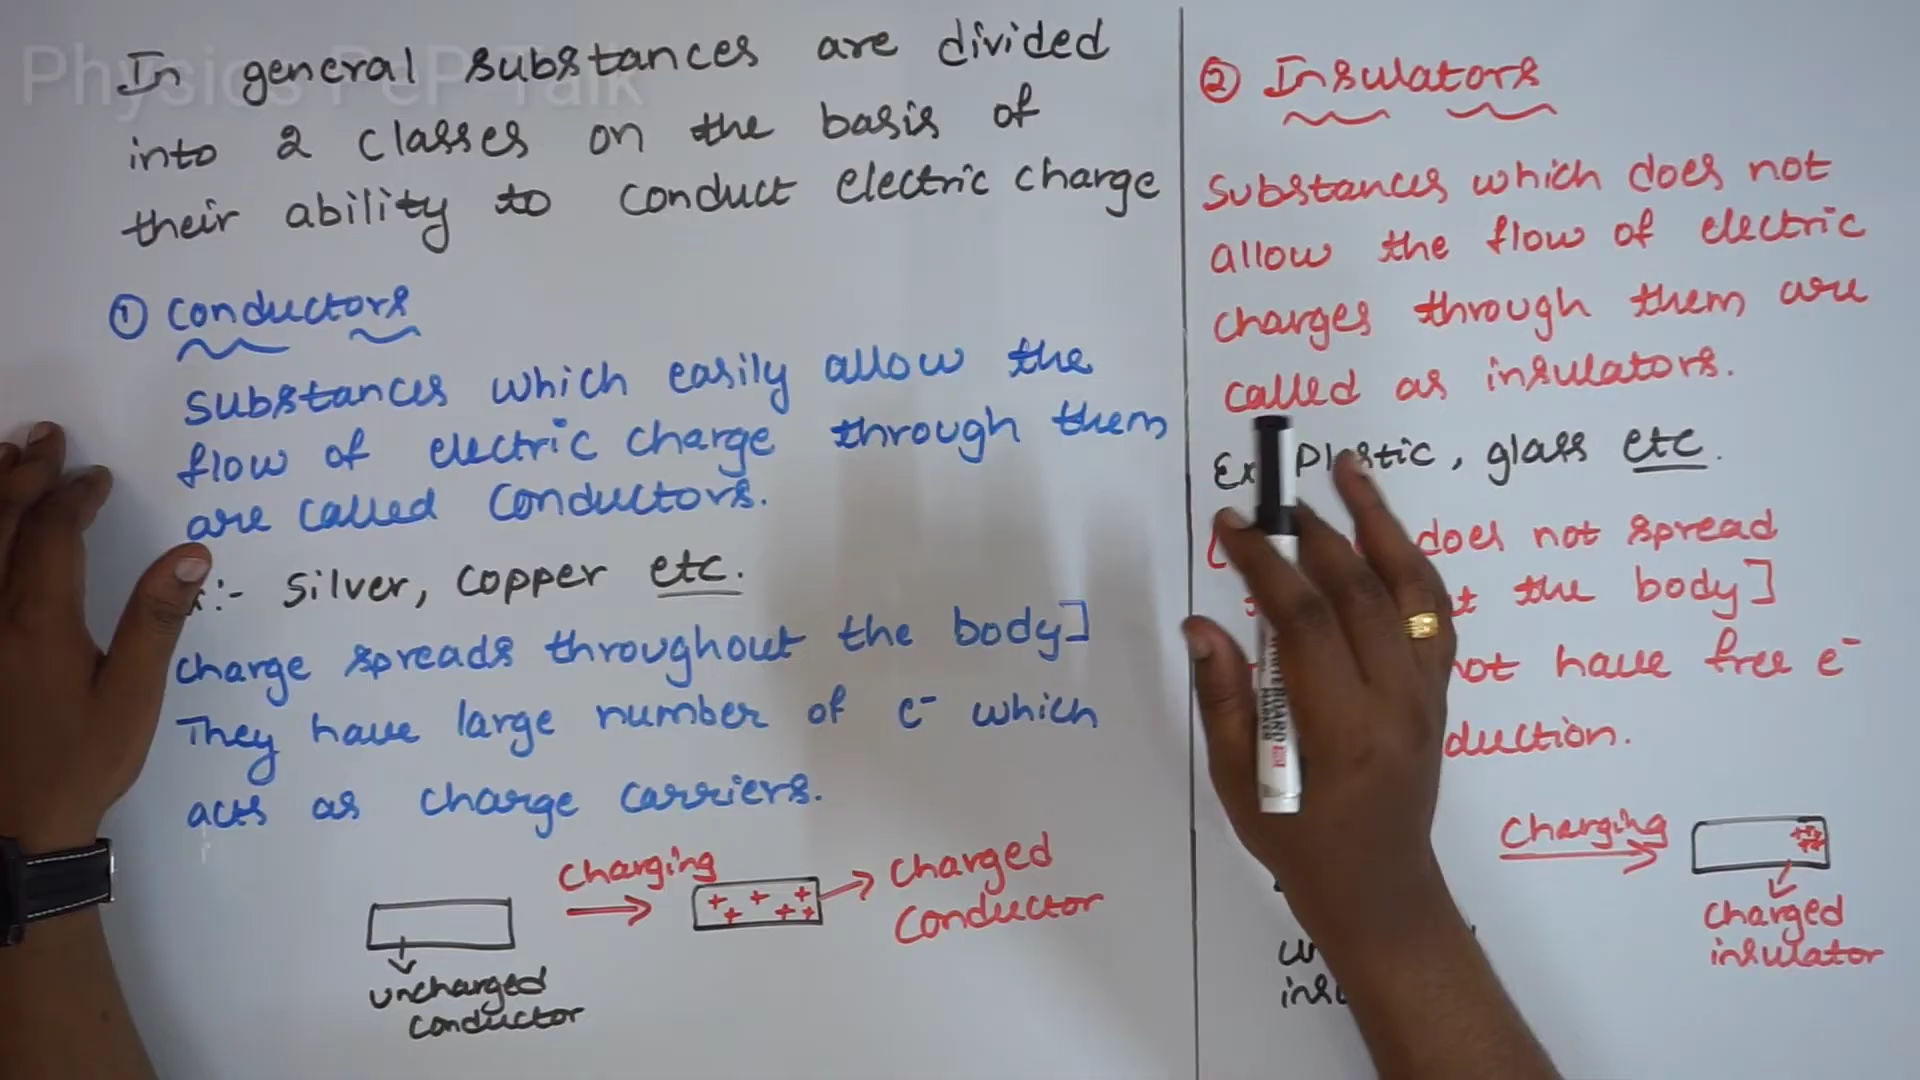 Physics PeP Talk
In general substances are divided
into 2 classes on the basis of
their ability to conduct electric charge
① Conductors
Substances which easily allow the
flow of electric charge through them
are called conductors.
:- Silver, copper etc.
charge spreads throughout the body]
They have large number of e⁻ which
acts as charge carriers.
Charging
+ + + + + +
Charged
Conductor
uncharged
conductor
② Insulators
Substances which does not
allow the flow of electric
charges through them are
called as insulators.
Ex Plastic, glass etc.
does not spread
the body]
not have free e⁻
duction.
Charging
Charged
insulator